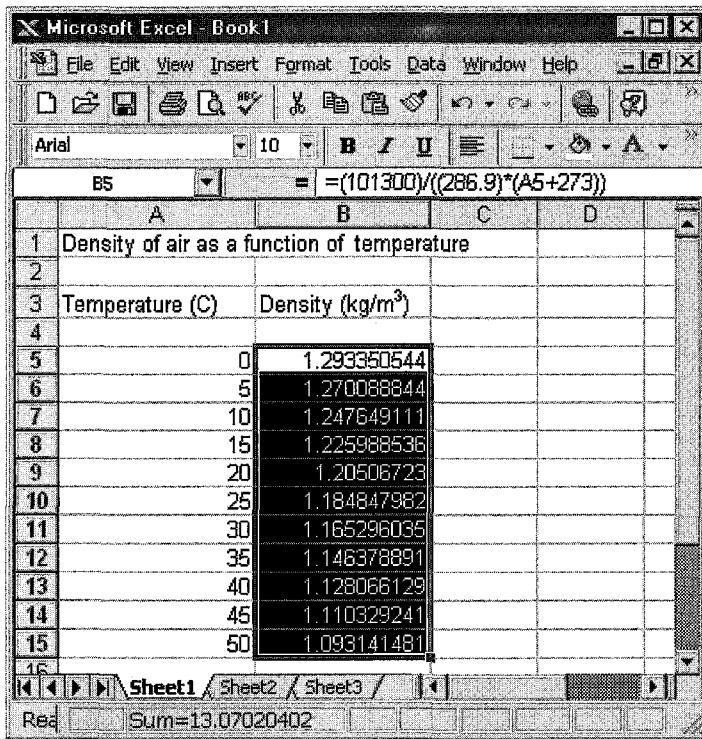 Microsoft Excel - Book1
File Edit View Insert Format Tools Data Window Help
Arial 10 B I U A
B5 = =(101300)/((286.9)*(A5+273))
A B C D
1 Density of air as a function of temperature
2
3 Temperature (C) Density (kg/m³)
4
5 0 1.293350544
6 5 1.270088844
7 10 1.247649111
8 15 1.225988536
9 20 1.20506723
10 25 1.184847982
11 30 1.165296035
12 35 1.146378891
13 40 1.128066129
14 45 1.110329241
15 50 1.093141481
16
Sheet1 Sheet2 Sheet3
Rea Sum=13.07020402